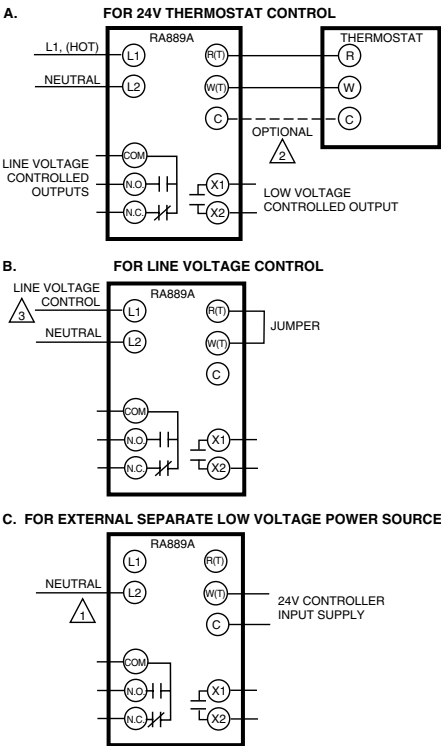 A. FOR 24V THERMOSTAT CONTROL
RA889A
THERMOSTAT
L1, (HOT)
L1
R(T)
R
NEUTRAL
L2
W(T)
W
C
C
OPTIONAL
2
COM
LINE VOLTAGE
CONTROLLED
OUTPUTS
N.O.
N.C.
X1
X2
LOW VOLTAGE
CONTROLLED OUTPUT
B. FOR LINE VOLTAGE CONTROL
RA889A
LINE VOLTAGE
CONTROL
3
L1
R(T)
JUMPER
NEUTRAL
L2
W(T)
C
COM
N.O.
X1
N.C.
X2
C. FOR EXTERNAL SEPARATE LOW VOLTAGE POWER SOURCE
RA889A
L1
R(T)
NEUTRAL
1
L2
W(T)
24V CONTROLLER
INPUT SUPPLY
C
COM
N.O.
X1
N.C.
X2